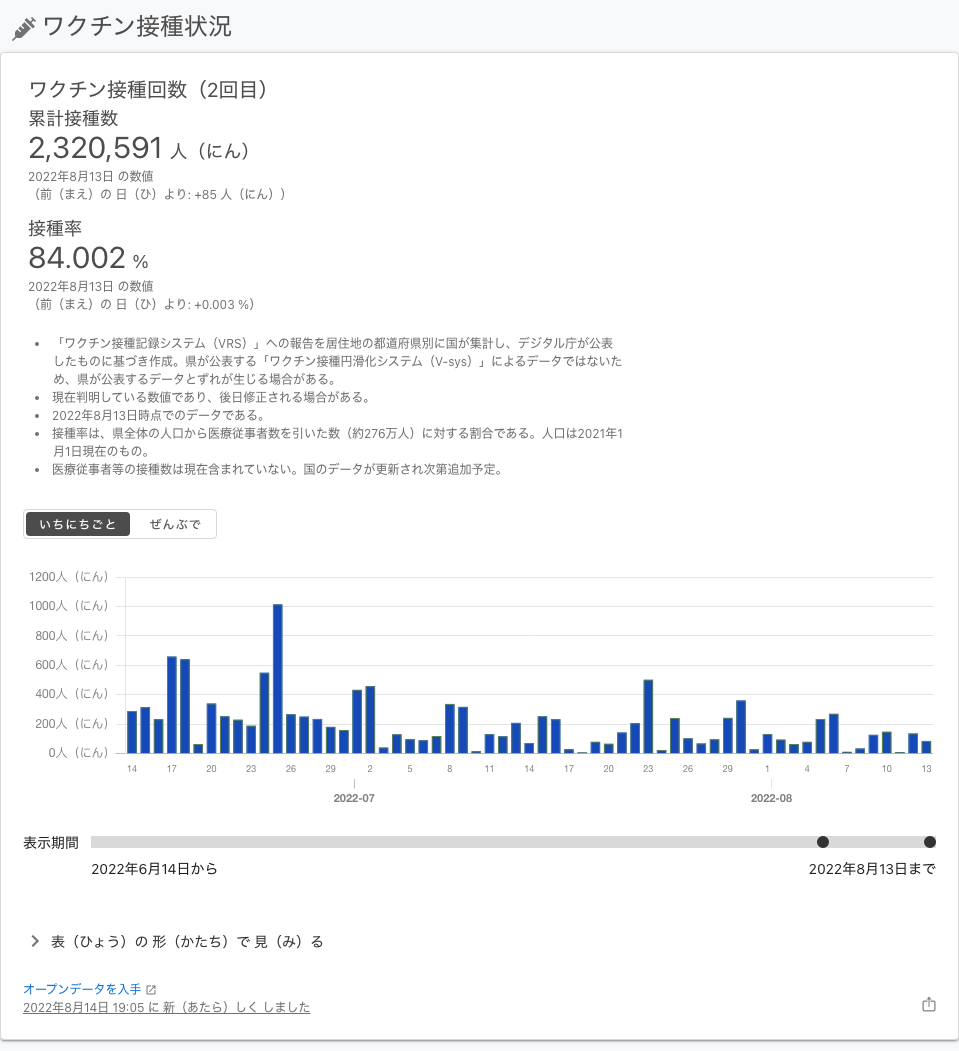 ワクチン接種状況
ワクチン接種回数（2回目）
累計接種数
2,320,591 人（にん）
2022年8月13日 の数値
（前（まえ）の 日（ひ）より: +85 人（にん））
接種率
84.002 %
2022年8月13日 の数値
（前（まえ）の 日（ひ）より: +0.003 %）
• 「ワクチン接種記録システム（VRS）」への報告を居住地の都道府県別に国が集計し、デジタル庁が公表
したものに基づき作成。県が公表する「ワクチン接種円滑化システム（V-sys）」によるデータではないた
め、県が公表するデータとずれが生じる場合がある。
• 現在判明している数値であり、後日修正される場合がある。
• 2022年8月13日時点でのデータである。
• 接種率は、県全体の人口から医療従事者数を引いた数（約276万人）に対する割合である。人口は2021年1
月1日現在のもの。
• 医療従事者等の接種数は現在含まれていない。国のデータが更新され次第追加予定。
いちにちごと ぜんぶで
1200人（にん）
1000人（にん）
800人（にん）
600人（にん）
400人（にん）
200人（にん）
0人（にん）
14 17 20 23 26 29 2 5 8 11 14 17 20 23 26 29 1 4 7 10 13
2022-07 2022-08
表示期間
2022年6月14日から 2022年8月13日まで
表（ひょう）の 形（かたち）で 見（み）る
オープンデータを入手
2022年8月14日 19:05 に 新（あたら）しく しました